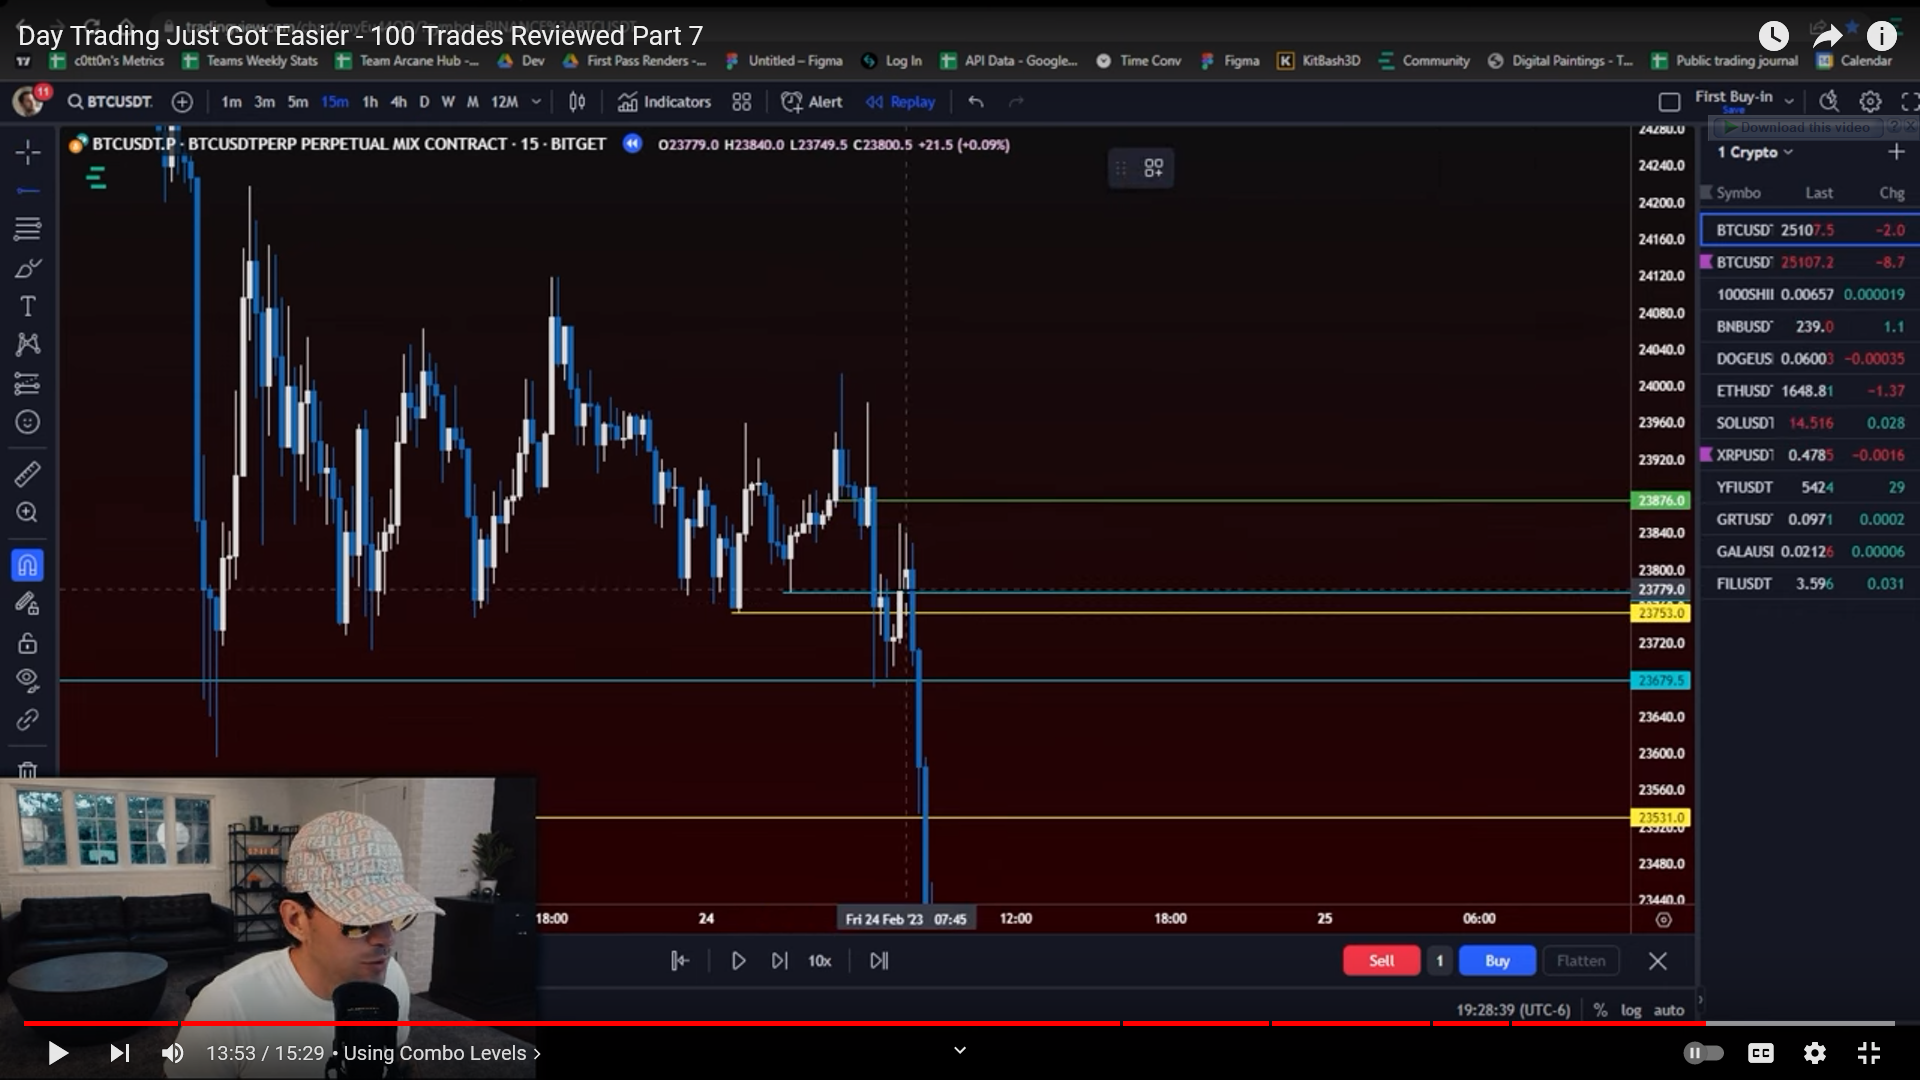 Day Trading Just Got Easier - 100 Trades Reviewed Part 7
c0tt0n's Metrics
Teams Weekly Stats
Team Arcane Hub -...
Dev
First Pass Renders -...
Untitled – Figma
Log In
API Data - Google...
Time Conv
Figma
KitBash3D
Community
Digital Paintings - T...
Public trading journal
Calendar
11
BTCUSDT.
1m 3m 5m 15m 1h 4h D W M 12M
Indicators
Alert
Replay
First Buy-in
Save
Download this video
BTCUSDT.P · BTCUSDTPERP PERPETUAL MIX CONTRACT · 15 · BITGET
O23779.0 H23840.0 L23749.5 C23800.5 +21.5 (+0.09%)
1 Crypto
Symbo Last Chg
BTCUSDT 25107.5 -2.0
BTCUSDT 25107.2 -8.7
1000SHII 0.00657 0.000019
BNBUSDT 239.0 1.1
DOGEUS 0.06003 -0.00035
ETHUSDT 1648.81 -1.37
SOLUSDT 14.516 0.028
XRPUSDT 0.4785 -0.0016
YFIUSDT 5424 29
GRTUSDT 0.0971 0.0002
GALAUSI 0.02126 0.00006
FILUSDT 3.596 0.031
24280.0
24240.0
24200.0
24160.0
24120.0
24080.0
24040.0
24000.0
23960.0
23920.0
23876.0
23840.0
23800.0
23779.0
23753.0
23720.0
23679.5
23640.0
23600.0
23560.0
23531.0
23520.0
23480.0
23440.0
18:00
24
Fri 24 Feb '23 07:45
12:00
18:00
25
06:00
10x
Sell
1
Buy
Flatten
19:28:39 (UTC-6)
% log auto
13:53 / 15:29 • Using Combo Levels
CC